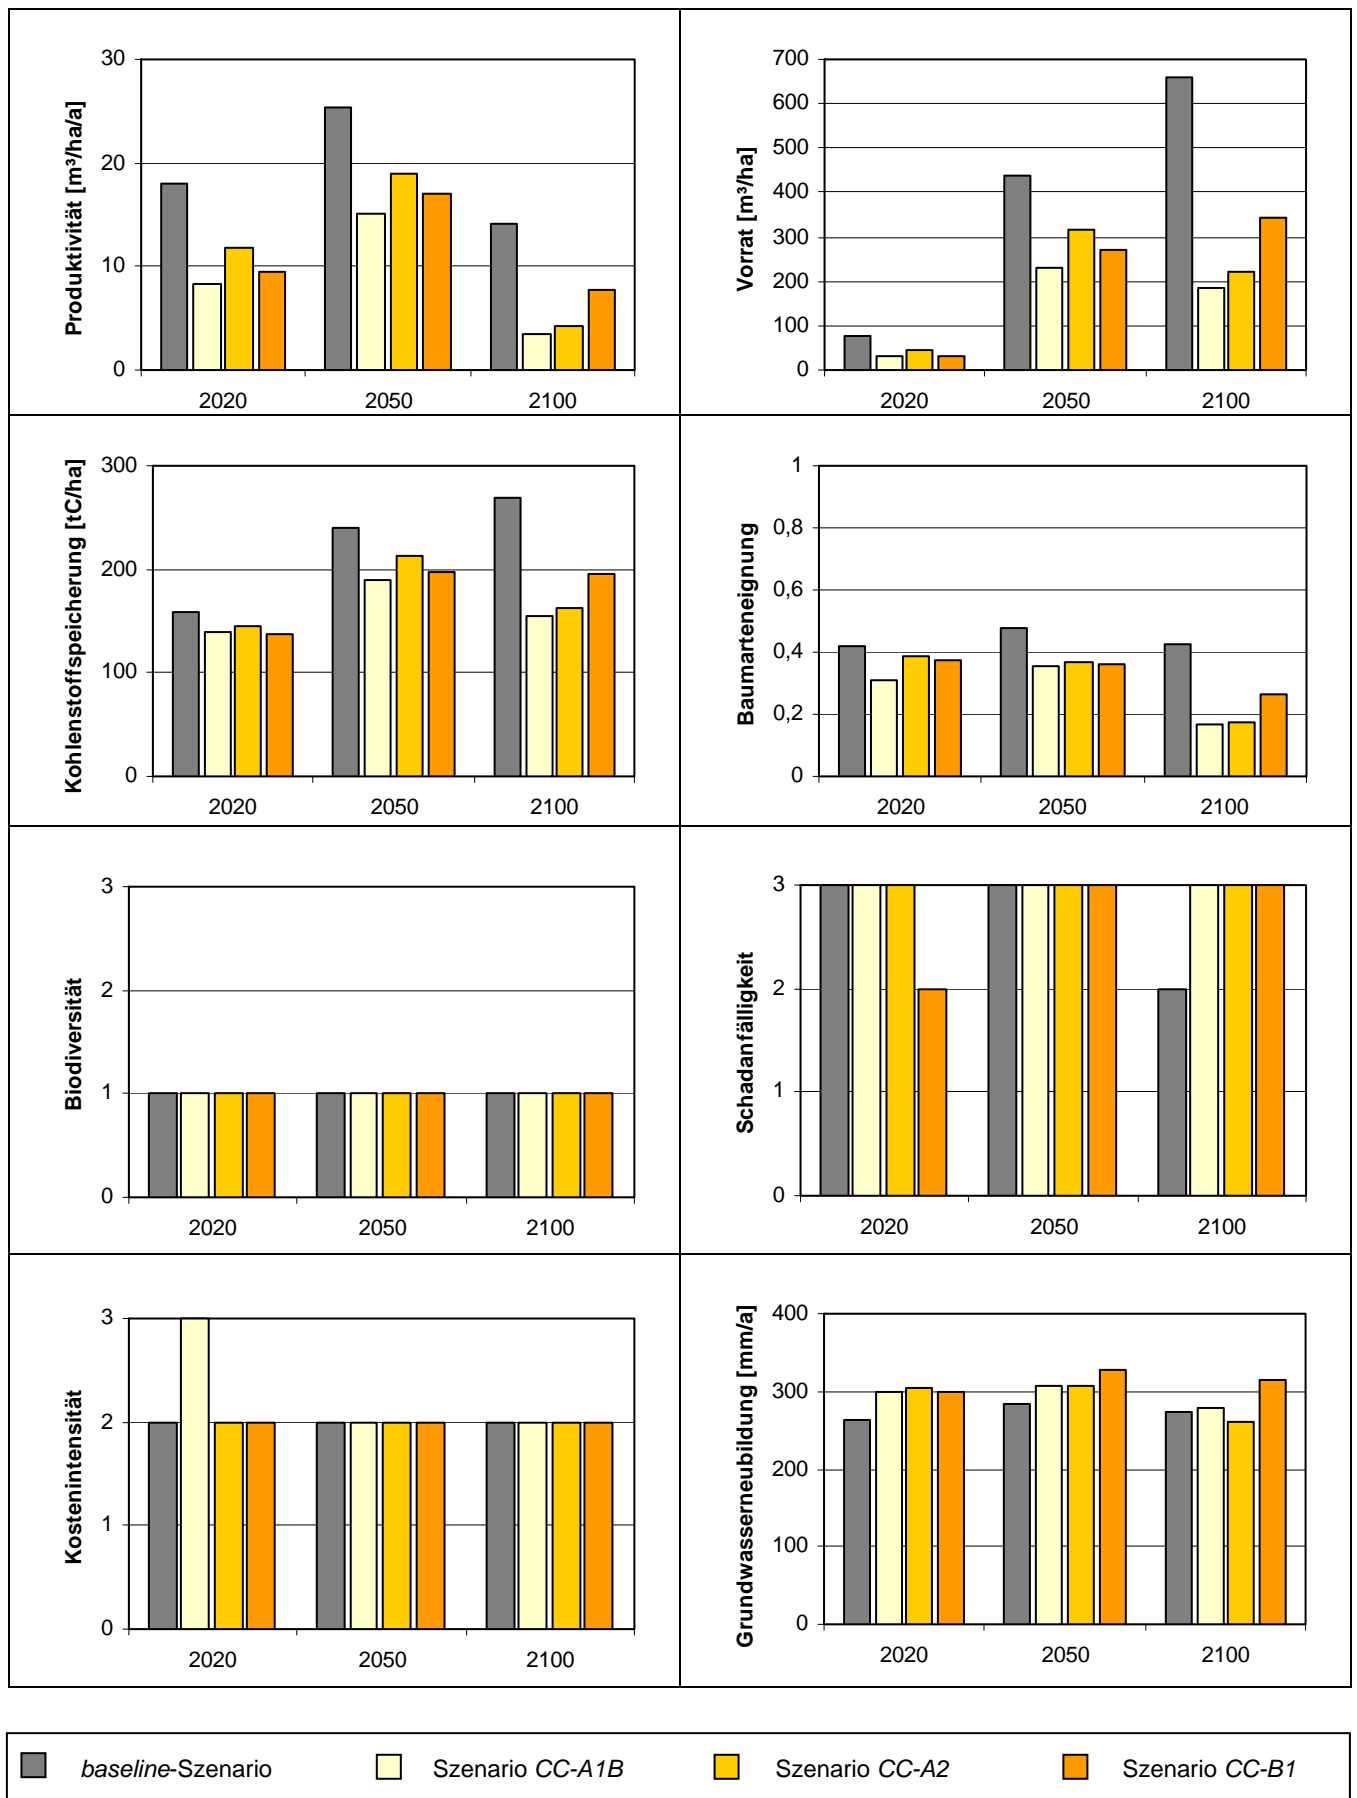 Produktivität [m³/ha/a]
30
20
10
0
2020 2050 2100
Vorrat [m³/ha]
700
600
500
400
300
200
100
0
2020 2050 2100
Kohlenstoffspeicherung [tC/ha]
300
200
100
0
2020 2050 2100
Baumarteneignung
1
0,8
0,6
0,4
0,2
0
2020 2050 2100
Biodiversität
3
2
1
0
2020 2050 2100
Schadanfälligkeit
3
2
1
0
2020 2050 2100
Kostenintensität
3
2
1
0
2020 2050 2100
Grundwasserneubildung [mm/a]
400
300
200
100
0
2020 2050 2100
baseline-Szenario Szenario CC-A1B Szenario CC-A2 Szenario CC-B1